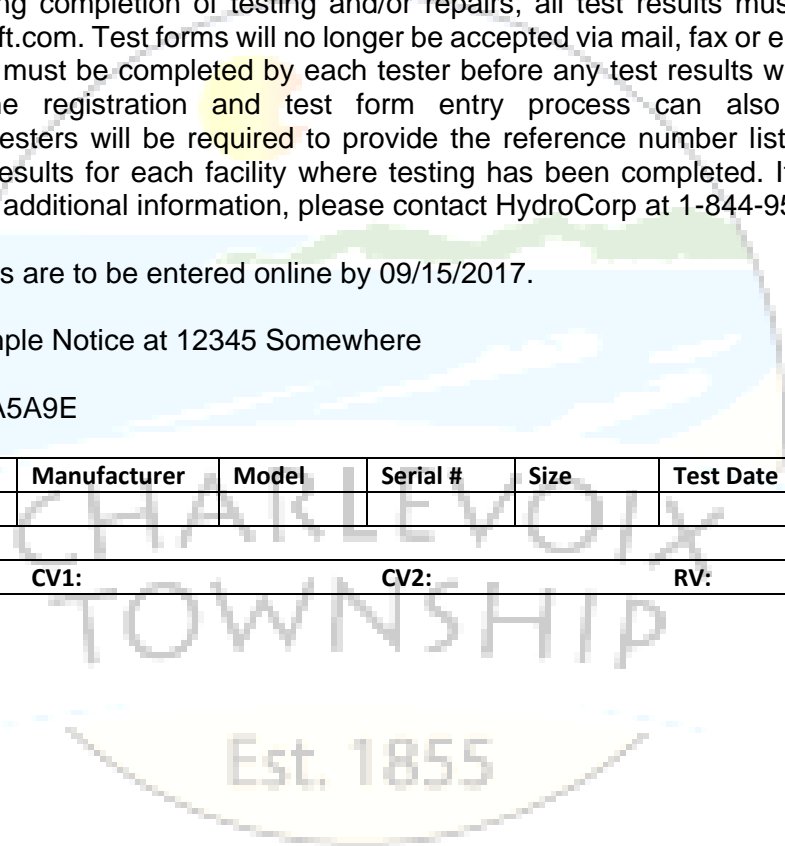 ng completion of testing and/or repairs, all test results mus
ft.com. Test forms will no longer be accepted via mail, fax or e
must be completed by each tester before any test results w
ne registration and test form entry process can also
esters will be required to provide the reference number list
esults for each facility where testing has been completed. I
additional information, please contact HydroCorp at 1-844-95
s are to be entered online by 09/15/2017.
mple Notice at 12345 Somewhere
A5A9E
Manufacturer Model Serial # Size Test Date
CV1: CV2: RV:
CHARLEVOIX
TOWNSHIP
Est. 1855